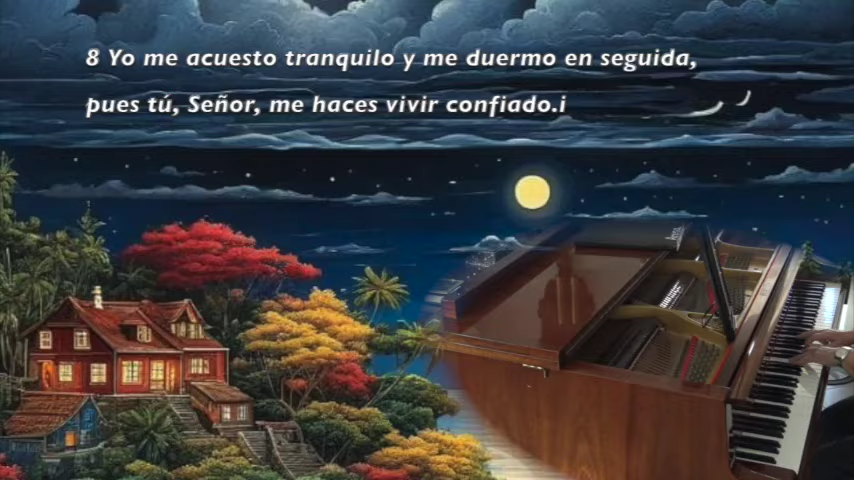 8 Yo me acuesto tranquilo y me duermo en seguida,
pues tú, Señor, me haces vivir confiado.i